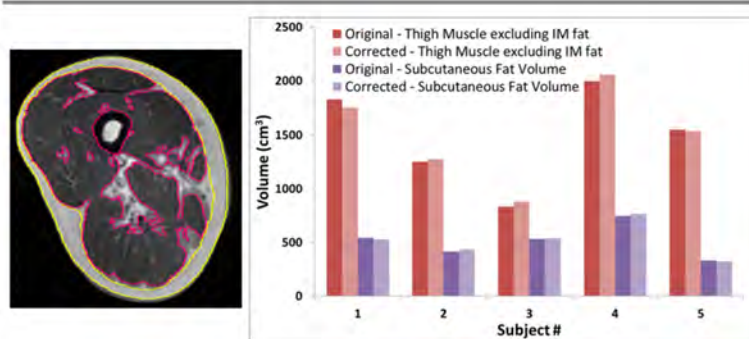 2500
Original - Thigh Muscle excluding IM fat
Corrected - Thigh Muscle excluding IM fat
Original - Subcutaneous Fat Volume
Corrected - Subcutaneous Fat Volume
2000
1500
1000
500
0
Volume (cm³)
1 2 3 4 5
Subject #